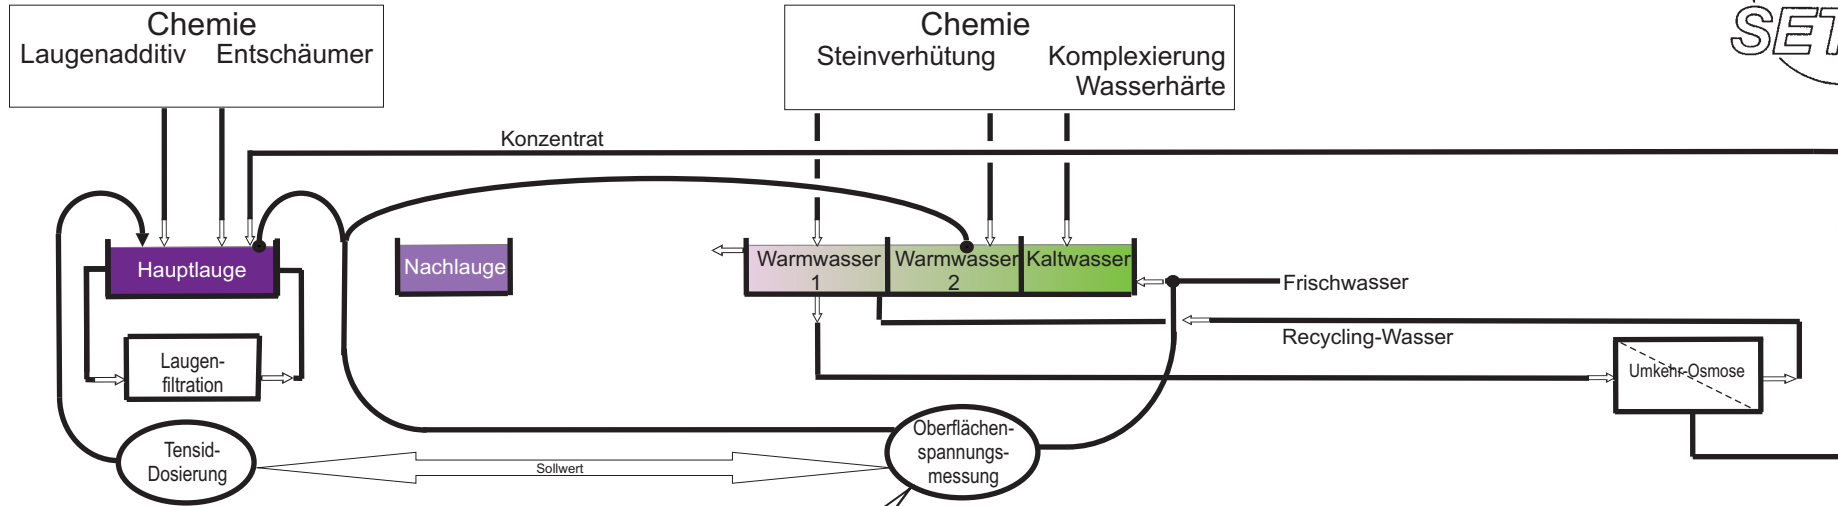 Chemie
Laugenadditiv Entschäumer
Chemie
Steinverhütung Komplexierung
Wasserhärte
SET
Konzentrat
Hauptlauge
Nachlauge
Warmwasser
1
Warmwasser
2
Kaltwasser
Frischwasser
Recycling-Wasser
Laugen-
filtration
Umkehr-Osmose
Tensid-
Dosierung
Sollwert
Oberflächen-
spannungs-
messung